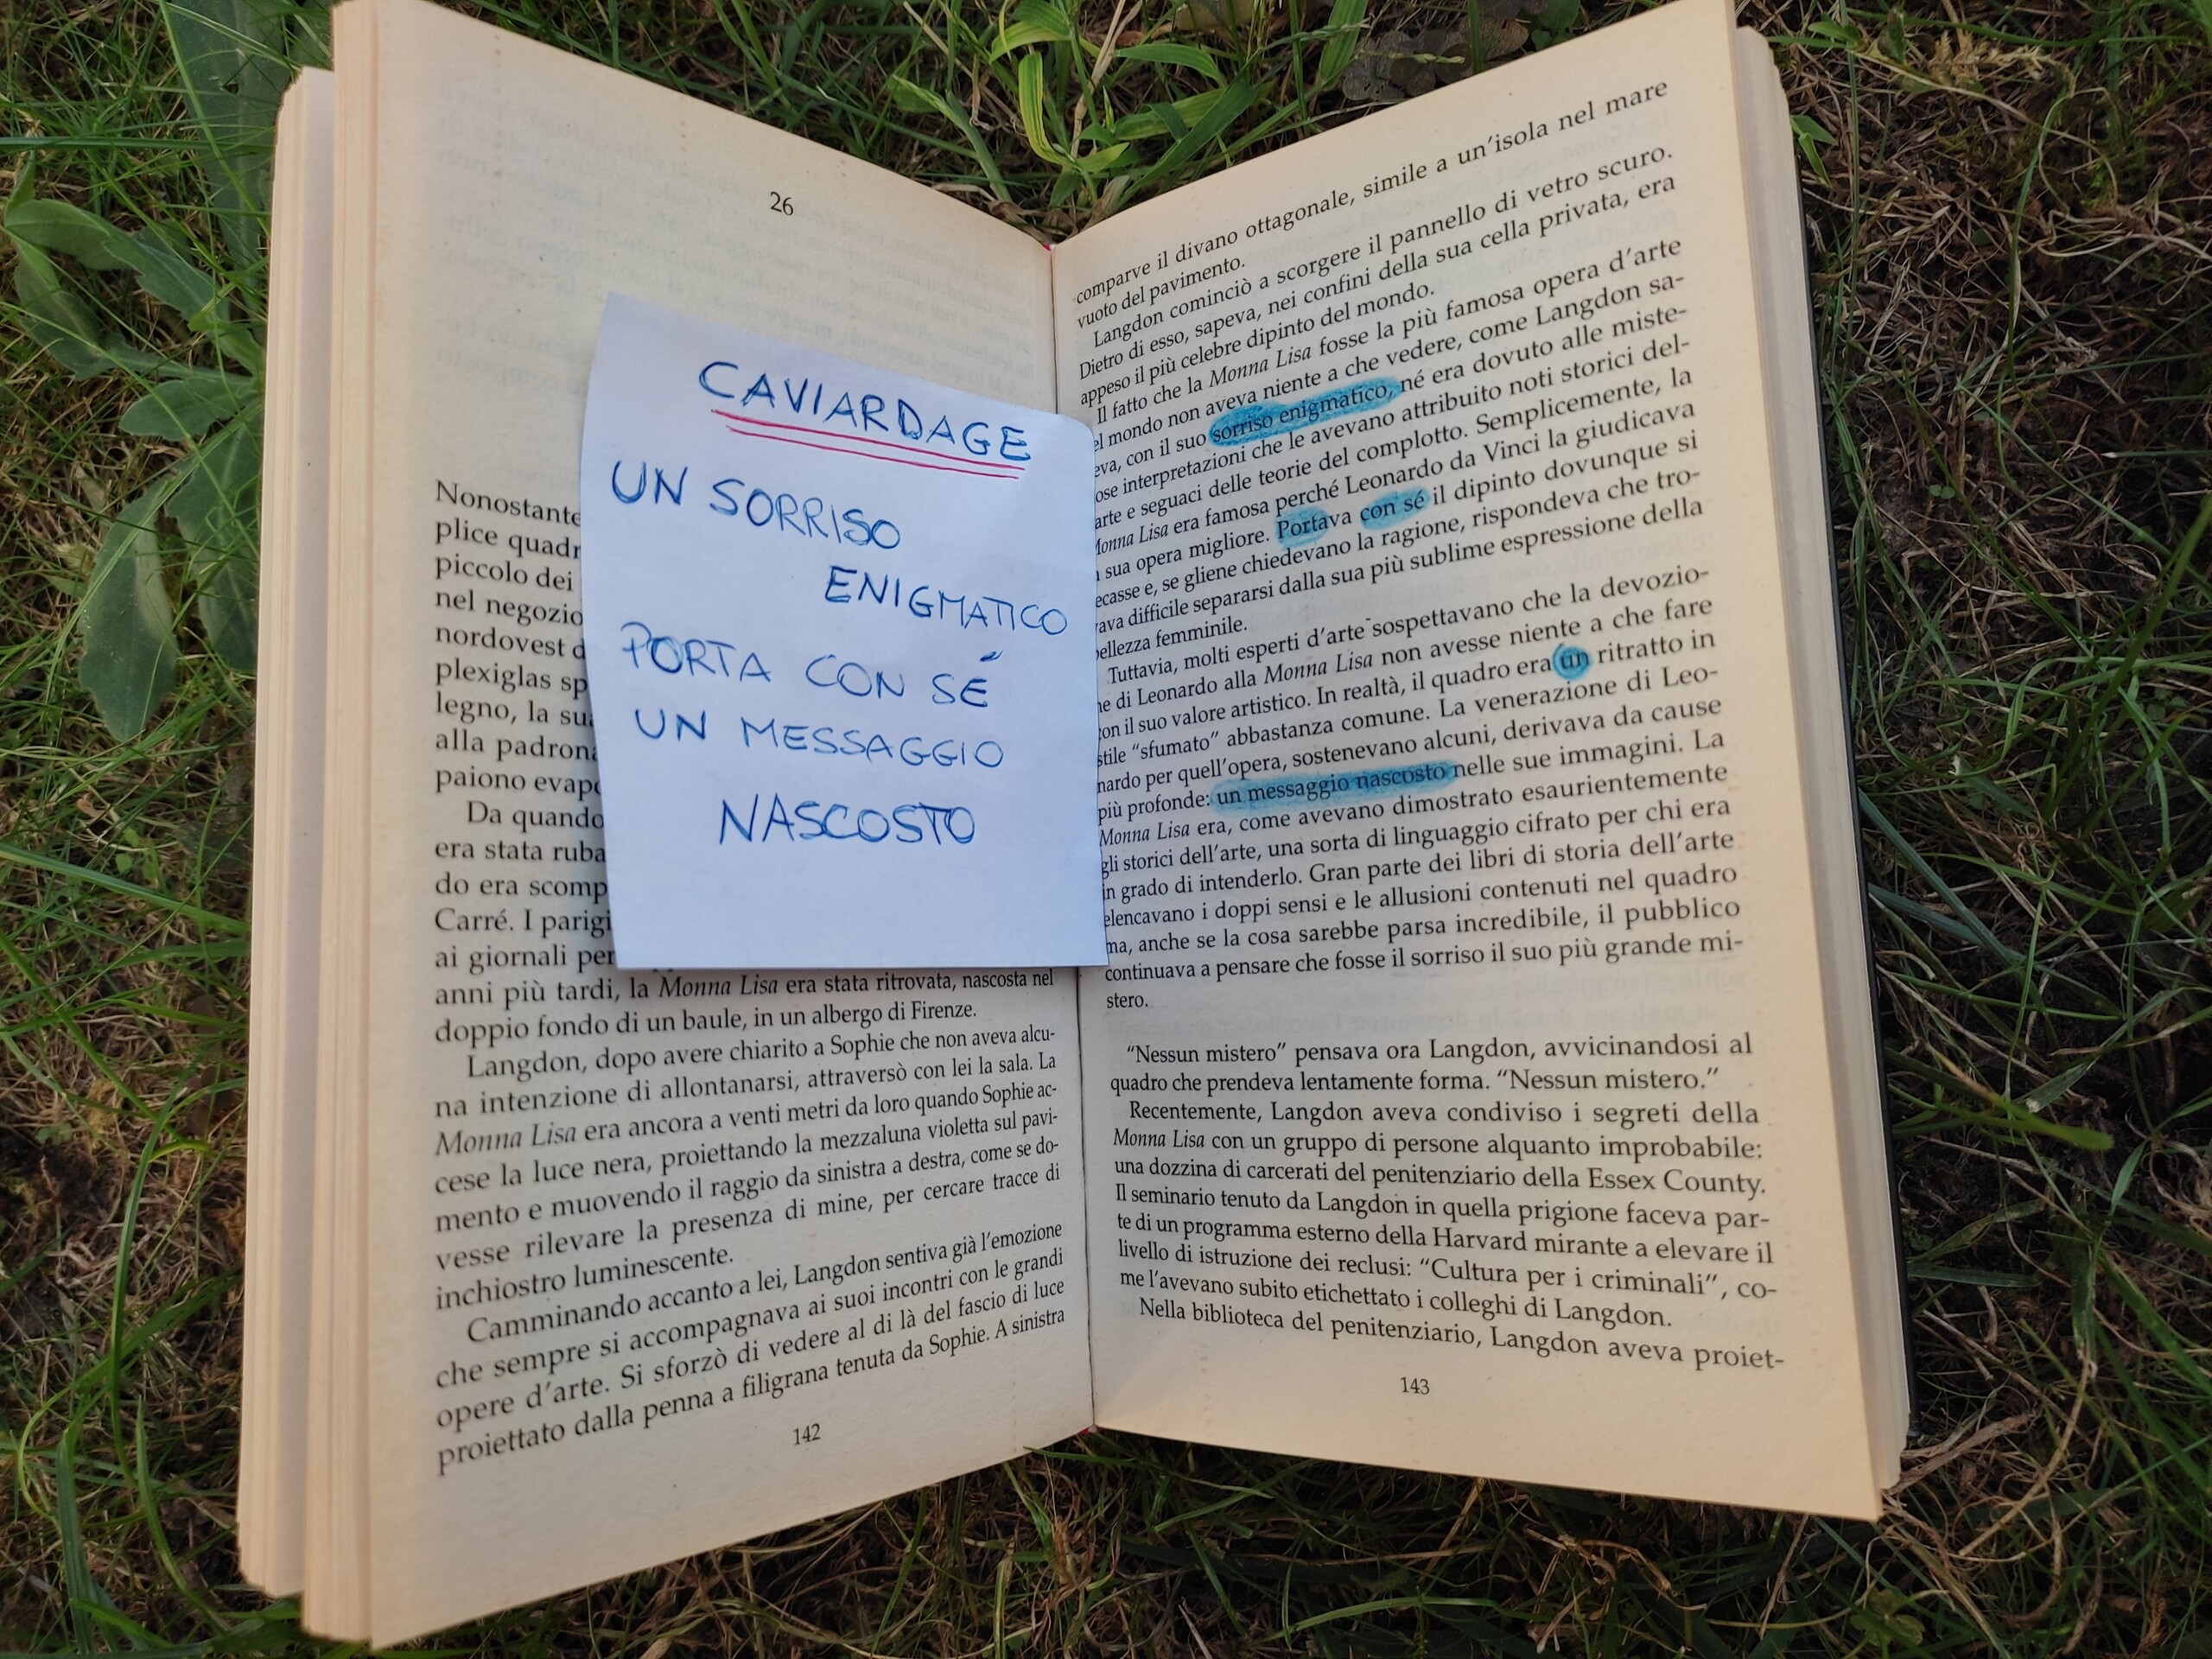 26
Nonostante
plice quadr
piccolo dei
nel negozio
nordovest d
plexiglas sp
legno, la su
alla padrona
paiono evapo
Da quando
era stata ruba
do era scomp
Carré. I parigi
ai giornali per
anni più tardi, la Monna Lisa era stata ritrovata, nascosta nel
doppio fondo di un baule, in un albergo di Firenze.
Langdon, dopo avere chiarito a Sophie che non aveva alcu-
na intenzione di allontanarsi, attraversò con lei la sala. La
Monna Lisa era ancora a venti metri da loro quando Sophie ac-
cese la luce nera, proiettando la mezzaluna violetta sul pavi-
mento e muovendo il raggio da sinistra a destra, come se do-
vesse rilevare la presenza di mine, per cercare tracce di
inchiostro luminescente.
Camminando accanto a lei, Langdon sentiva già l'emozione
che sempre si accompagnava ai suoi incontri con le grandi
opere d'arte. Si sforzò di vedere al di là del fascio di luce
proiettato dalla penna a filigrana tenuta da Sophie. A sinistra
142
CAVIARDAGE
UN SORRISO
ENIGMATICO
PORTA CON SÉ
UN MESSAGGIO
NASCOSTO
comparve il divano ottagonale, simile a un'isola nel mare
vuoto del pavimento.
Langdon cominciò a scorgere il pannello di vetro scuro.
Dietro di esso, sapeva, nei confini della sua cella privata, era
appeso il più celebre dipinto del mondo.
Il fatto che la Monna Lisa fosse la più famosa opera d'arte
el mondo non aveva niente a che vedere, come Langdon sa-
eva, con il suo sorriso enigmatico, né era dovuto alle miste-
ose interpretazioni che le avevano attribuito noti storici del-
arte e seguaci delle teorie del complotto. Semplicemente, la
Monna Lisa era famosa perché Leonardo da Vinci la giudicava
a sua opera migliore. Portava con sé il dipinto dovunque si
ecasse e, se gliene chiedevano la ragione, rispondeva che tro-
vava difficile separarsi dalla sua più sublime espressione della
bellezza femminile.
Tuttavia, molti esperti d'arte sospettavano che la devozio-
ne di Leonardo alla Monna Lisa non avesse niente a che fare
con il suo valore artistico. In realtà, il quadro era un ritratto in
stile "sfumato" abbastanza comune. La venerazione di Leo-
nardo per quell'opera, sostenevano alcuni, derivava da cause
più profonde: un messaggio nascosto nelle sue immagini. La
Monna Lisa era, come avevano dimostrato esaurientemente
gli storici dell'arte, una sorta di linguaggio cifrato per chi era
in grado di intenderlo. Gran parte dei libri di storia dell'arte
elencavano i doppi sensi e le allusioni contenuti nel quadro
ma, anche se la cosa sarebbe parsa incredibile, il pubblico
continuava a pensare che fosse il sorriso il suo più grande mi-
stero.
"Nessun mistero" pensava ora Langdon, avvicinandosi al
quadro che prendeva lentamente forma. "Nessun mistero."
Recentemente, Langdon aveva condiviso i segreti della
Monna Lisa con un gruppo di persone alquanto improbabile:
una dozzina di carcerati del penitenziario della Essex County.
Il seminario tenuto da Langdon in quella prigione faceva par-
te di un programma esterno della Harvard mirante a elevare il
livello di istruzione dei reclusi: "Cultura per i criminali", co-
me l'avevano subito etichettato i colleghi di Langdon.
Nella biblioteca del penitenziario, Langdon aveva proiet-
143